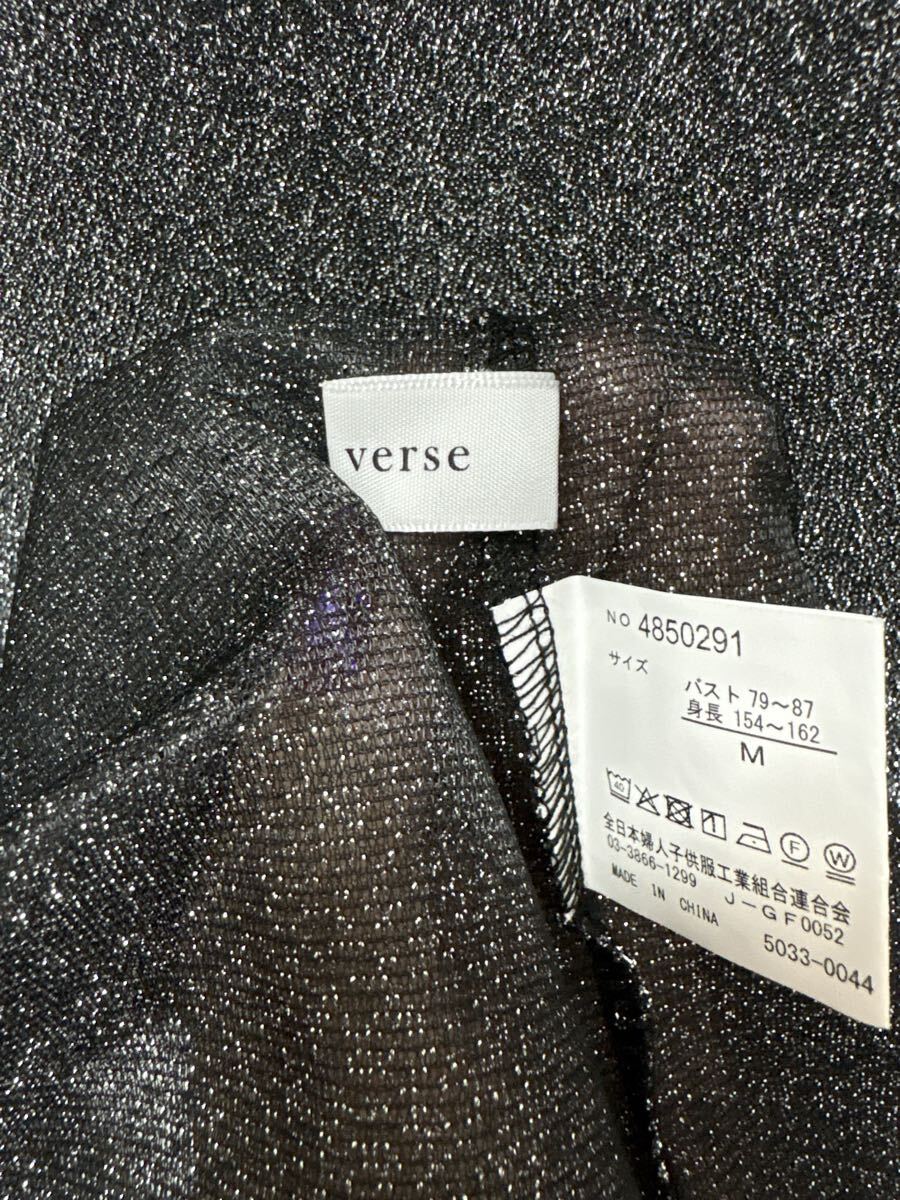 verse
NO 4850291
サイズ
バスト 79〜87
身長 154〜162
M
40
W
F
全日本婦人子供服工業組合連合会
03-3866-1299 J-GF0052
MADE IN CHINA
5033-0044